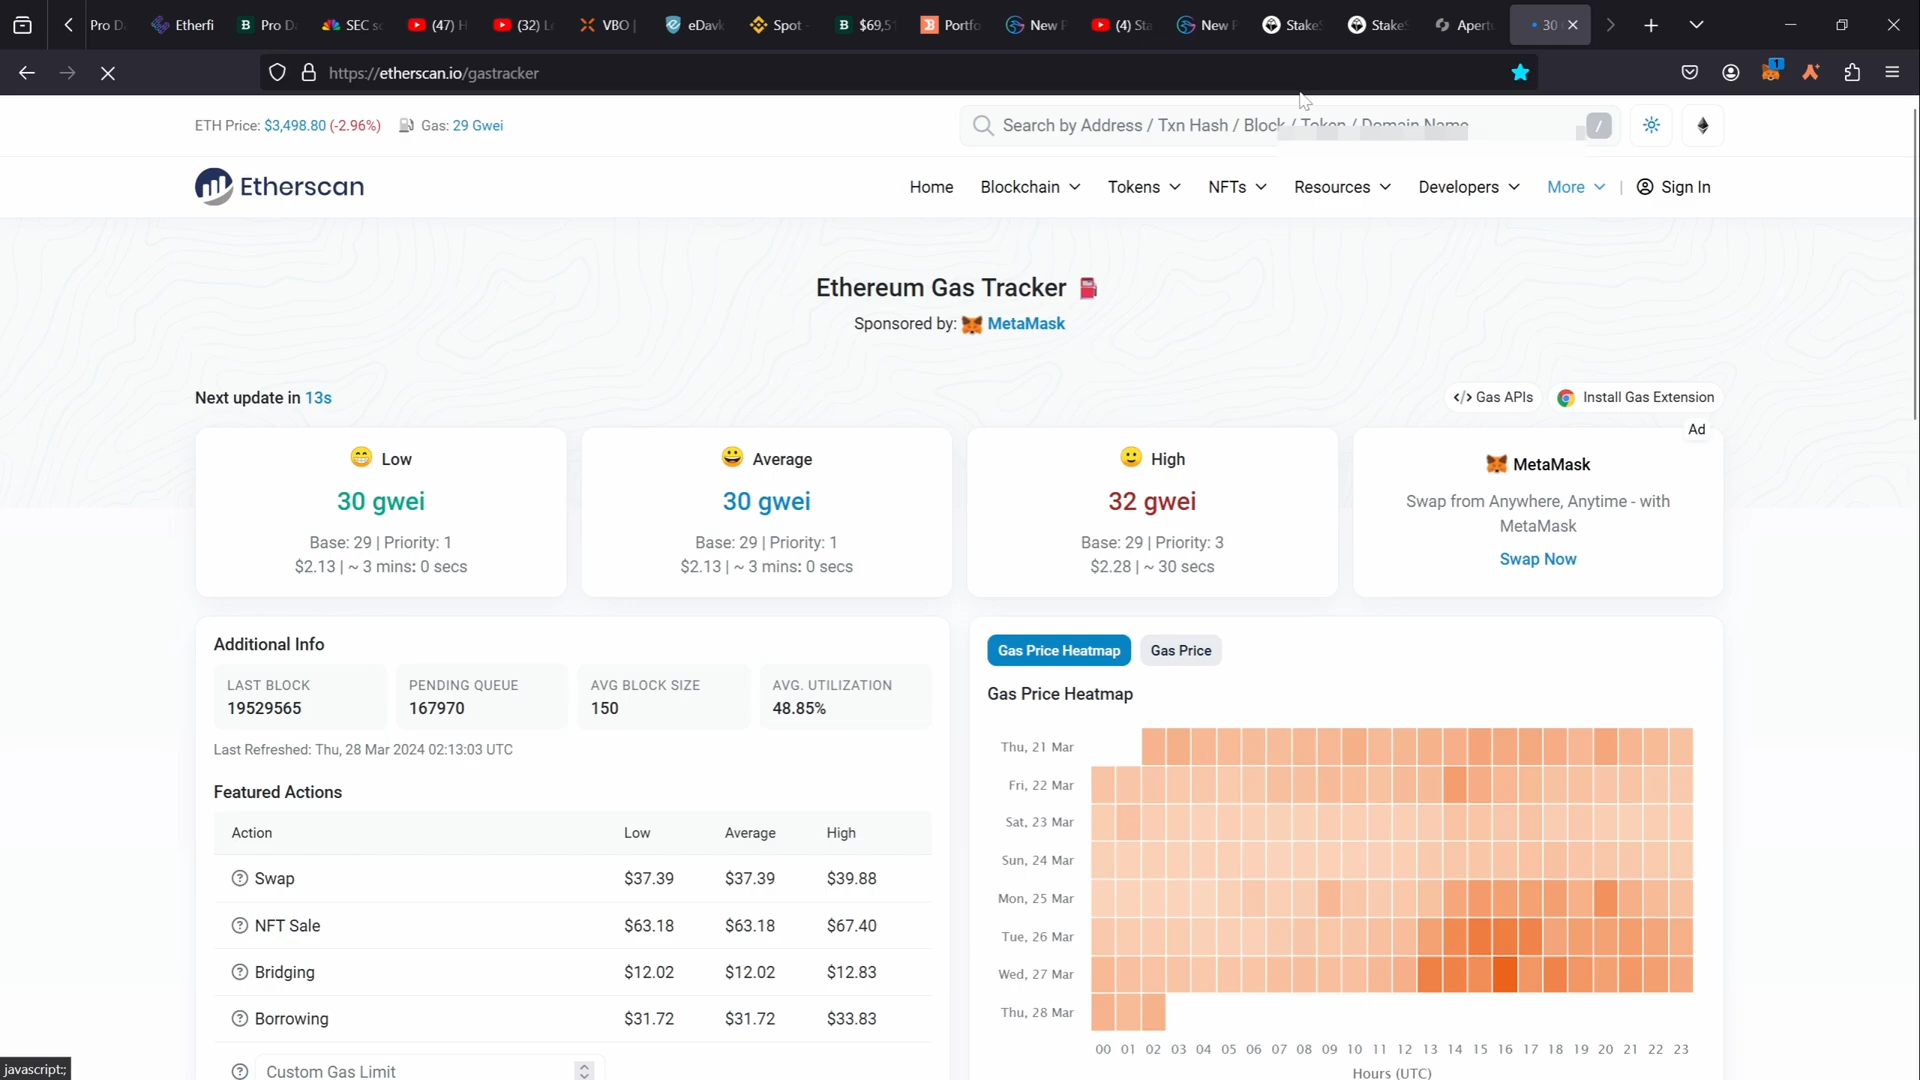 Pro Da
Etherfi
Pro Da
SEC sc
(47) H
(32) Le
VBO |
eDavk
Spot -
$69,5
Portfo
New P
(4) Sta
New P
StakeS
StakeS
Apertu
30
https://etherscan.io/gastracker
1
ETH Price: $3,498.80 (-2.96%) Gas: 29 Gwei
Search by Address / Txn Hash / Block / Token / Domain Name
/
Etherscan
Home Blockchain Tokens NFTs Resources Developers More | Sign In
Ethereum Gas Tracker
Sponsored by: MetaMask
Next update in 13s
</> Gas APIs
Install Gas Extension
Ad
Low
30 gwei
Base: 29 | Priority: 1
$2.13 | ~ 3 mins: 0 secs
Average
30 gwei
Base: 29 | Priority: 1
$2.13 | ~ 3 mins: 0 secs
High
32 gwei
Base: 29 | Priority: 3
$2.28 | ~ 30 secs
MetaMask
Swap from Anywhere, Anytime - with
MetaMask
Swap Now
Additional Info
LAST BLOCK
19529565
PENDING QUEUE
167970
AVG BLOCK SIZE
150
AVG. UTILIZATION
48.85%
Last Refreshed: Thu, 28 Mar 2024 02:13:03 UTC
Featured Actions
Action Low Average High
Swap $37.39 $37.39 $39.88
NFT Sale $63.18 $63.18 $67.40
Bridging $12.02 $12.02 $12.83
Borrowing $31.72 $31.72 $33.83
Custom Gas Limit
Gas Price Heatmap
Gas Price
Gas Price Heatmap
Thu, 21 Mar
Fri, 22 Mar
Sat, 23 Mar
Sun, 24 Mar
Mon, 25 Mar
Tue, 26 Mar
Wed, 27 Mar
Thu, 28 Mar
00 01 02 03 04 05 06 07 08 09 10 11 12 13 14 15 16 17 18 19 20 21 22 23
Hours (UTC)
javascript:;